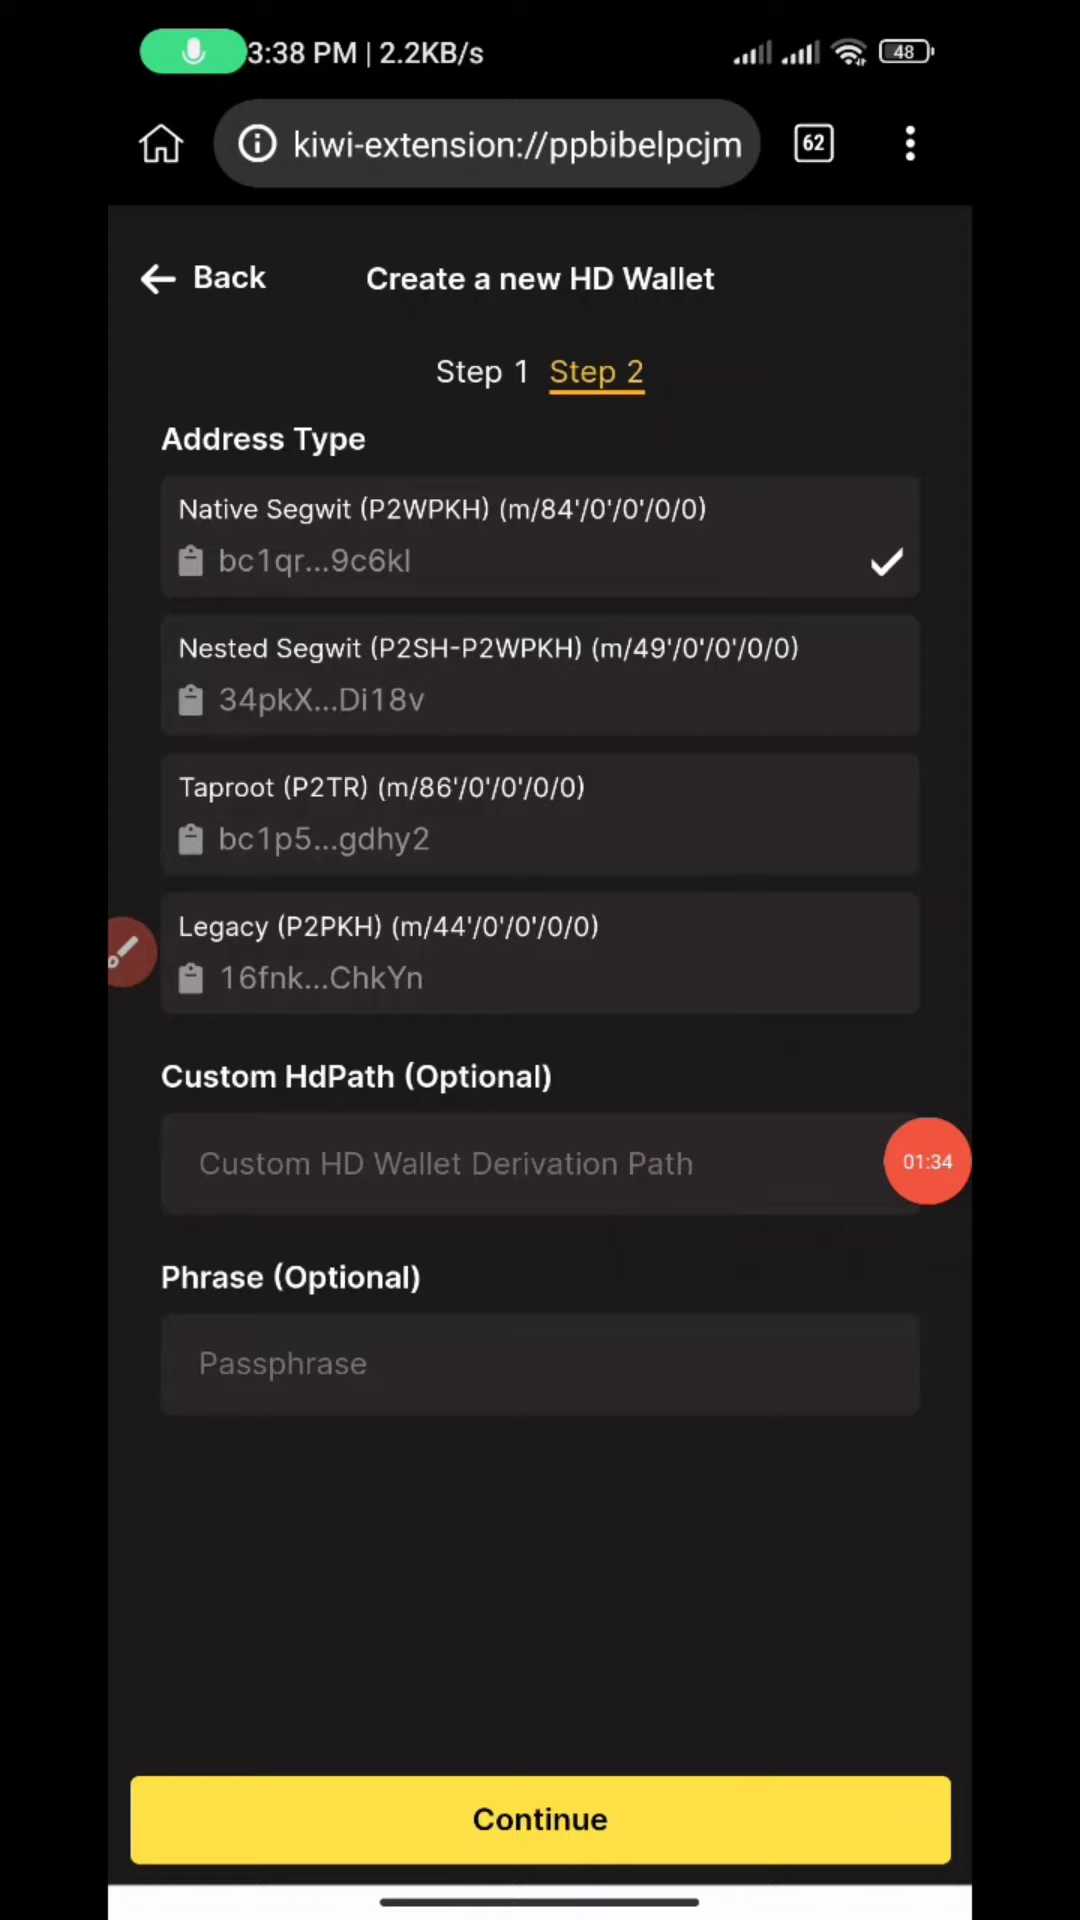 3:38 PM | 2.2KB/s 48
kiwi-extension://ppbibelpcjm 62
Back Create a new HD Wallet
Step 1 Step 2
Address Type
Native Segwit (P2WPKH) (m/84'/0'/0'/0/0)
bc1qr...9c6kl
Nested Segwit (P2SH-P2WPKH) (m/49'/0'/0'/0/0)
34pkX...Di18v
Taproot (P2TR) (m/86'/0'/0'/0/0)
bc1p5...gdhy2
Legacy (P2PKH) (m/44'/0'/0'/0/0)
16fnk...ChkYn
Custom HdPath (Optional)
Custom HD Wallet Derivation Path 01:34
Phrase (Optional)
Passphrase
Continue